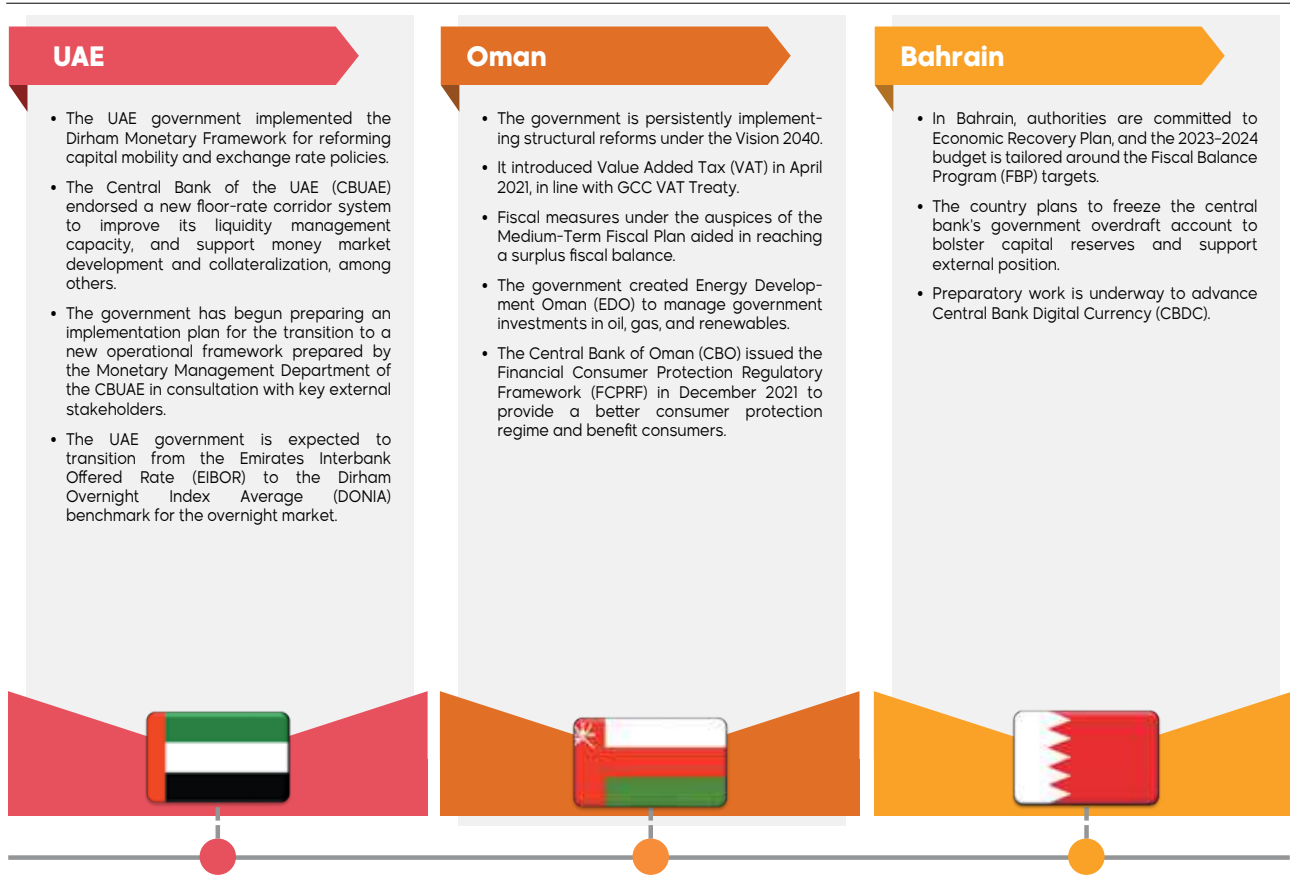 UAE
• The UAE government implemented the
Dirham Monetary Framework for reforming
capital mobility and exchange rate policies.
• The Central Bank of the UAE (CBUAE)
endorsed a new floor-rate corridor system
to improve its liquidity management
capacity, and support money market
development and collateralization, among
others.
• The government has begun preparing an
implementation plan for the transition to a
new operational framework prepared by
the Monetary Management Department of
the CBUAE in consultation with key external
stakeholders.
• The UAE government is expected to
transition from the Emirates Interbank
Offered Rate (EIBOR) to the Dirham
Overnight Index Average (DONIA)
benchmark for the overnight market.
Oman
• The government is persistently implement-
ing structural reforms under the Vision 2040.
• It introduced Value Added Tax (VAT) in April
2021, in line with GCC VAT Treaty.
• Fiscal measures under the auspices of the
Medium-Term Fiscal Plan aided in reaching
a surplus fiscal balance.
• The government created Energy Develop-
ment Oman (EDO) to manage government
investments in oil, gas, and renewables.
• The Central Bank of Oman (CBO) issued the
Financial Consumer Protection Regulatory
Framework (FCPRF) in December 2021 to
provide a better consumer protection
regime and benefit consumers.
Bahrain
• In Bahrain, authorities are committed to
Economic Recovery Plan, and the 2023-2024
budget is tailored around the Fiscal Balance
Program (FBP) targets.
• The country plans to freeze the central
bank's government overdraft account to
bolster capital reserves and support
external position.
• Preparatory work is underway to advance
Central Bank Digital Currency (CBDC).